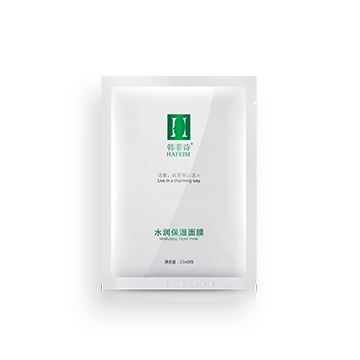 韩菲诗®
HAFEISI
Live in a charming way
水润保湿面膜
Moisturizing facial mask
净含量：25ml×5